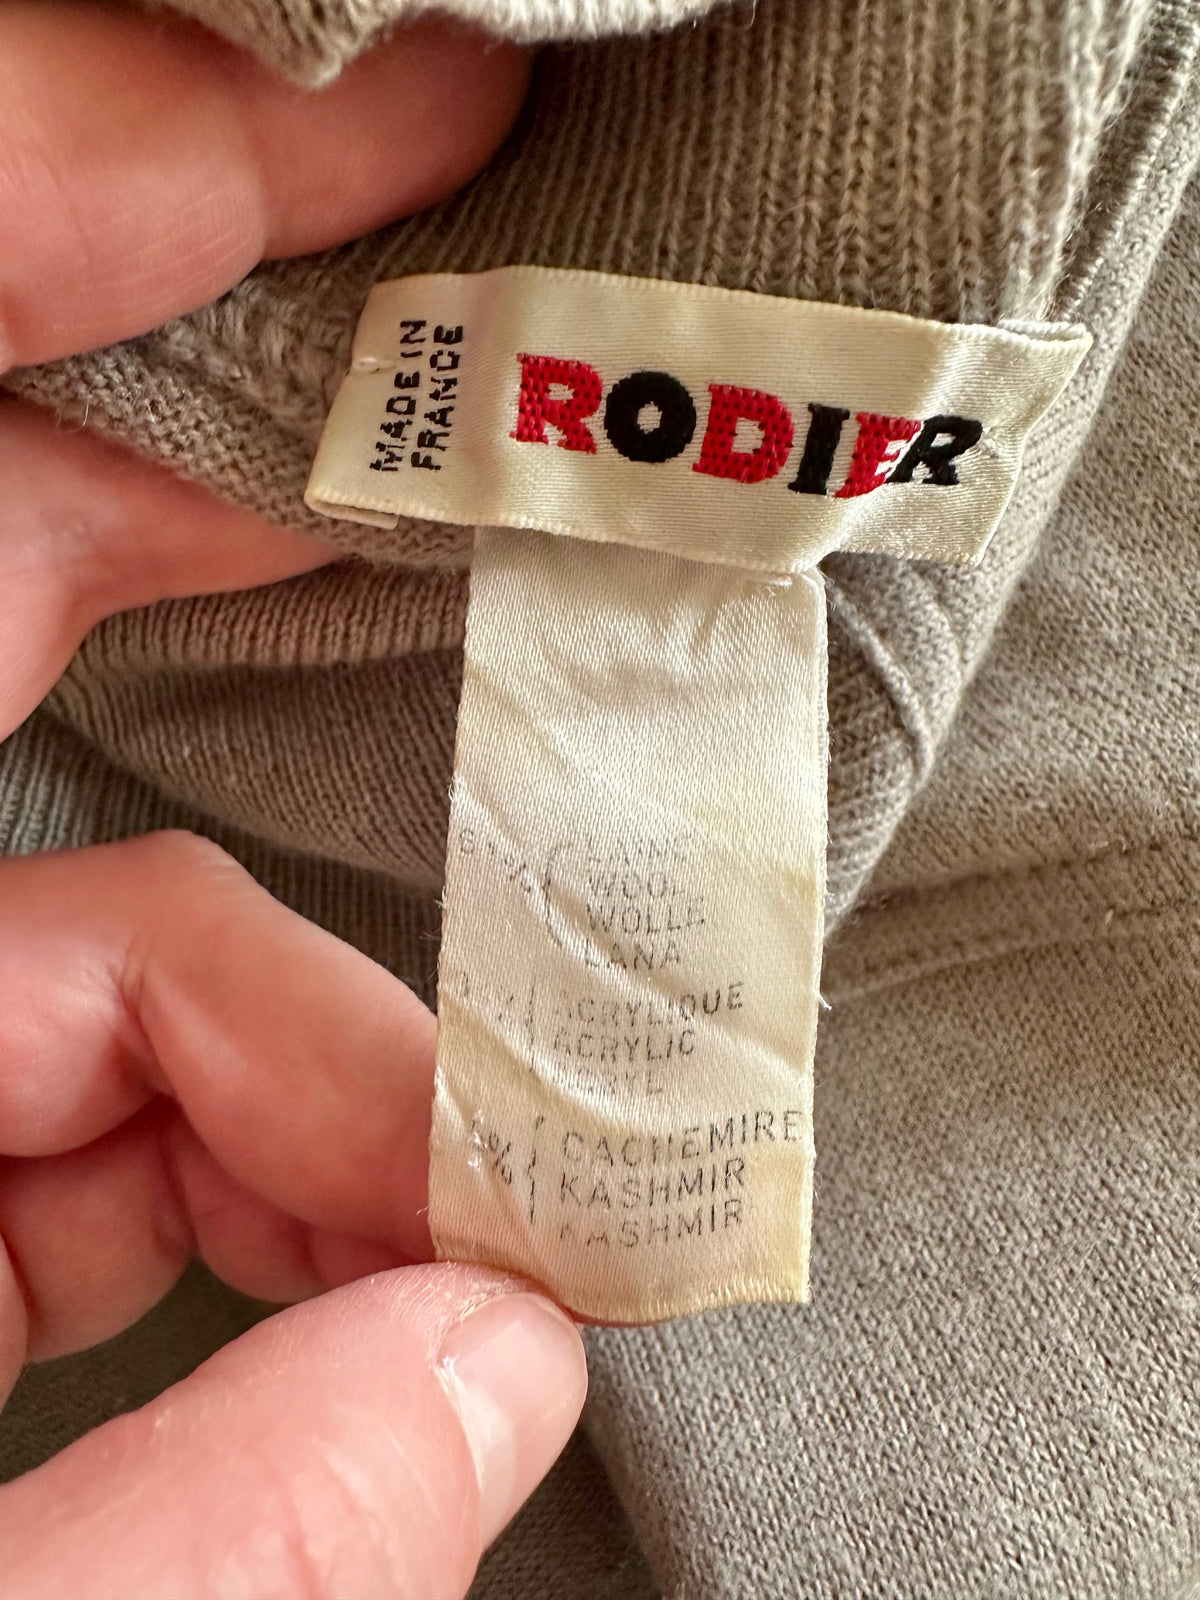 MADE IN
FRANCE
RODIER
%
WOOL
WOLLE
LANA
ACRYLIQUE
ACRYLIC
% CACHEMIRE
KASHMIR
KASHMIR